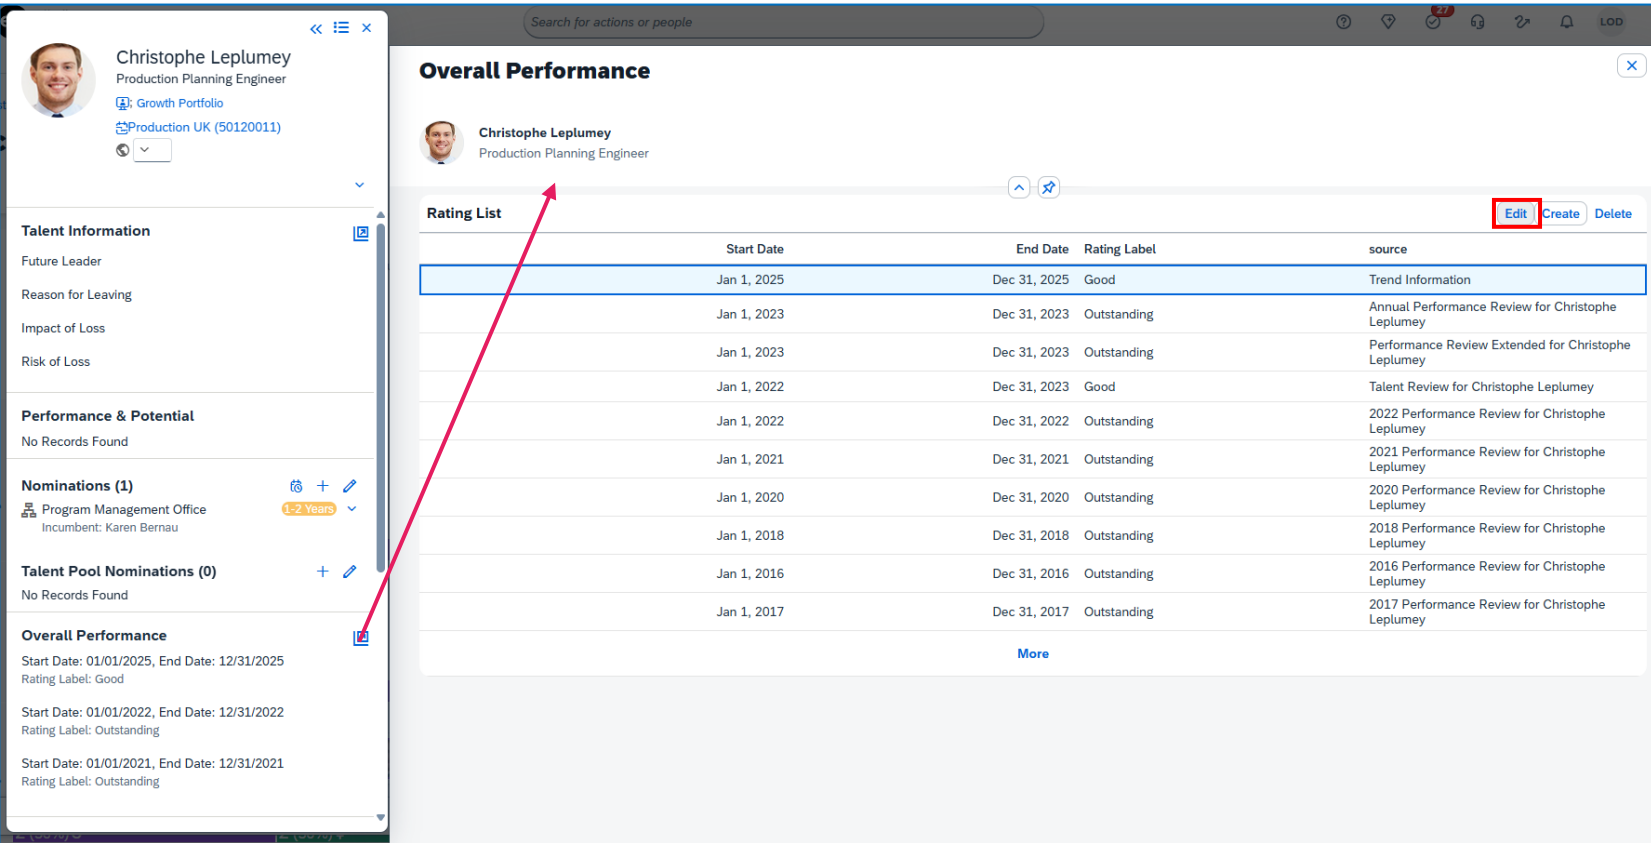 Search for actions or people
27
LOD
Christophe Leplumey
Production Planning Engineer
Growth Portfolio
Production UK (50120011)
Talent Information
Future Leader
Reason for Leaving
Impact of Loss
Risk of Loss
Performance & Potential
No Records Found
Nominations (1)
Program Management Office
1-2 Years
Incumbent: Karen Bernau
Talent Pool Nominations (0)
No Records Found
Overall Performance
Start Date: 01/01/2025, End Date: 12/31/2025
Rating Label: Good
Start Date: 01/01/2022, End Date: 12/31/2022
Rating Label: Outstanding
Start Date: 01/01/2021, End Date: 12/31/2021
Rating Label: Outstanding
Overall Performance
Christophe Leplumey
Production Planning Engineer
Rating List
Edit Create Delete
Start Date End Date Rating Label source
Jan 1, 2025 Dec 31, 2025 Good Trend Information
Jan 1, 2023 Dec 31, 2023 Outstanding Annual Performance Review for Christophe
Leplumey
Jan 1, 2023 Dec 31, 2023 Outstanding Performance Review Extended for Christophe
Leplumey
Jan 1, 2022 Dec 31, 2023 Good Talent Review for Christophe Leplumey
Jan 1, 2022 Dec 31, 2022 Outstanding 2022 Performance Review for Christophe
Leplumey
Jan 1, 2021 Dec 31, 2021 Outstanding 2021 Performance Review for Christophe
Leplumey
Jan 1, 2020 Dec 31, 2020 Outstanding 2020 Performance Review for Christophe
Leplumey
Jan 1, 2018 Dec 31, 2018 Outstanding 2018 Performance Review for Christophe
Leplumey
Jan 1, 2016 Dec 31, 2016 Outstanding 2016 Performance Review for Christophe
Leplumey
Jan 1, 2017 Dec 31, 2017 Outstanding 2017 Performance Review for Christophe
Leplumey
More